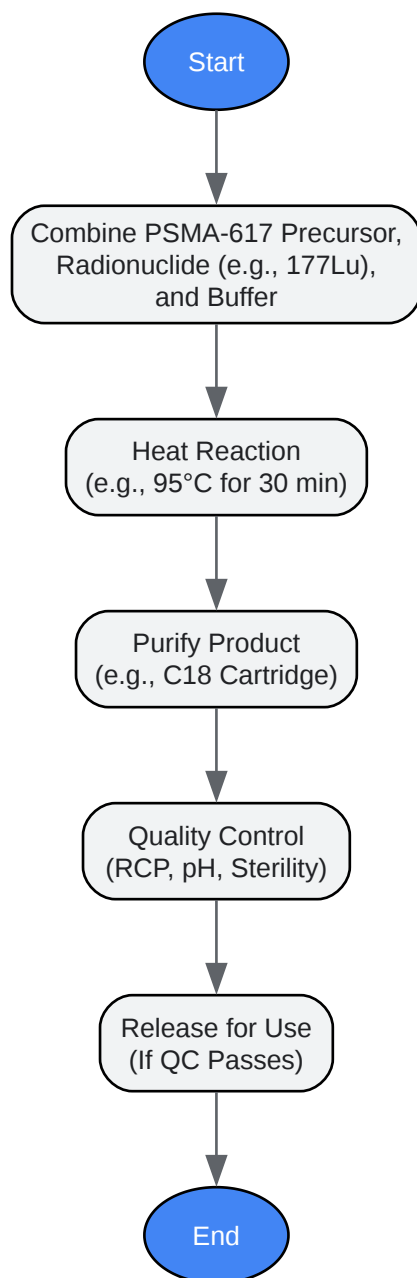 Start
Combine PSMA-617 Precursor,
Radionuclide (e.g., 177Lu),
and Buffer
Heat Reaction
(e.g., 95°C for 30 min)
Purify Product
(e.g., C18 Cartridge)
Quality Control
(RCP, pH, Sterility)
Release for Use
(If QC Passes)
End